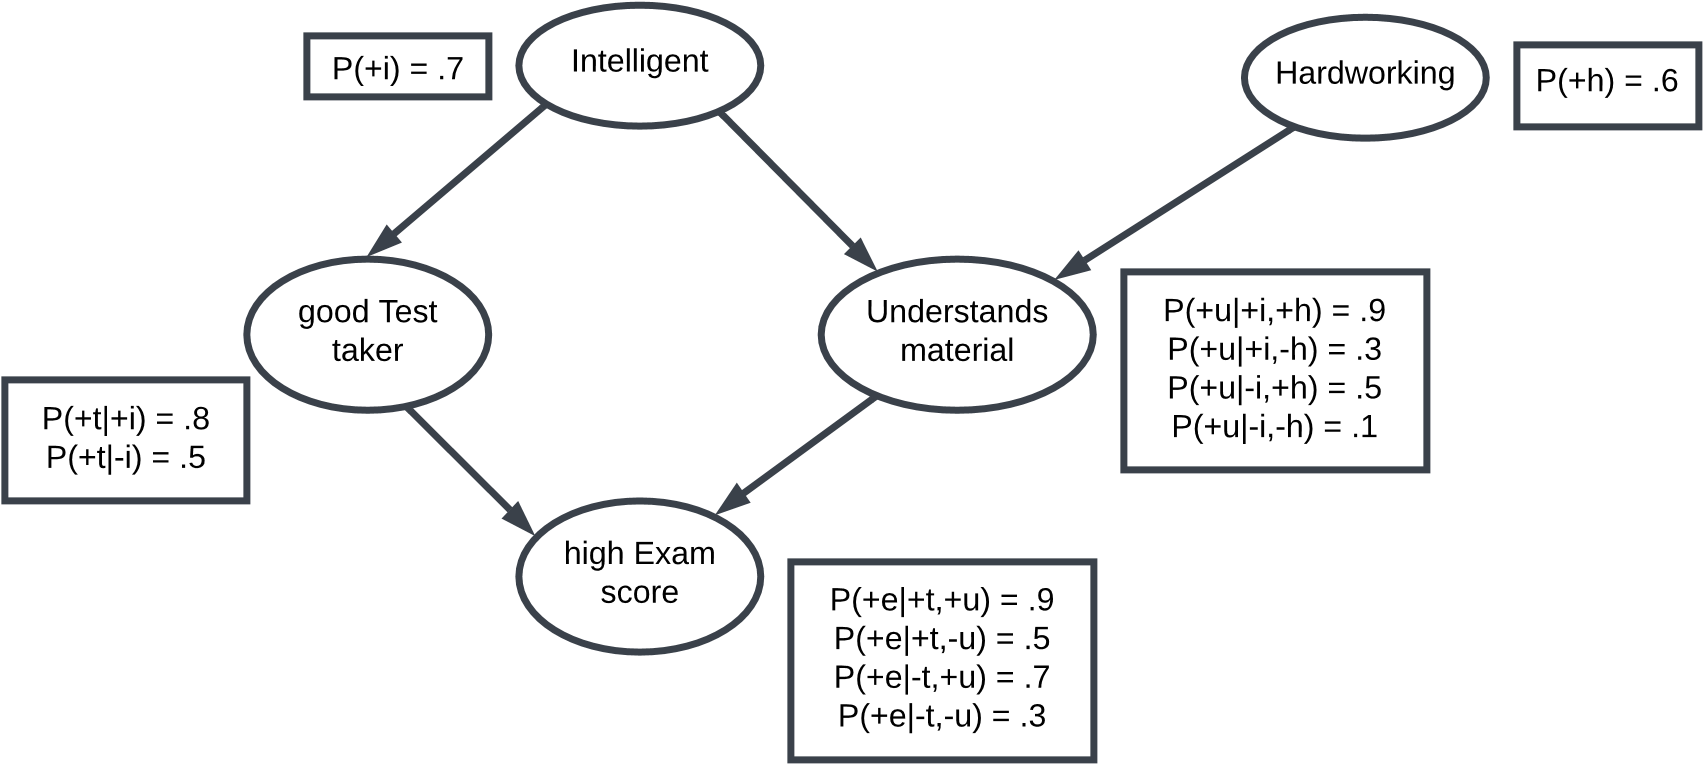 P(+i) = .7
Intelligent
Hardworking
P(+h) = .6
good Test
taker
Understands
material
P(+u|+i,+h) = .9
P(+u|+i,-h) = .3
P(+u|-i,+h) = .5
P(+u|-i,-h) = .1
P(+t|+i) = .8
P(+t|-i) = .5
high Exam
score
P(+e|+t,+u) = .9
P(+e|+t,-u) = .5
P(+e|-t,+u) = .7
P(+e|-t,-u) = .3